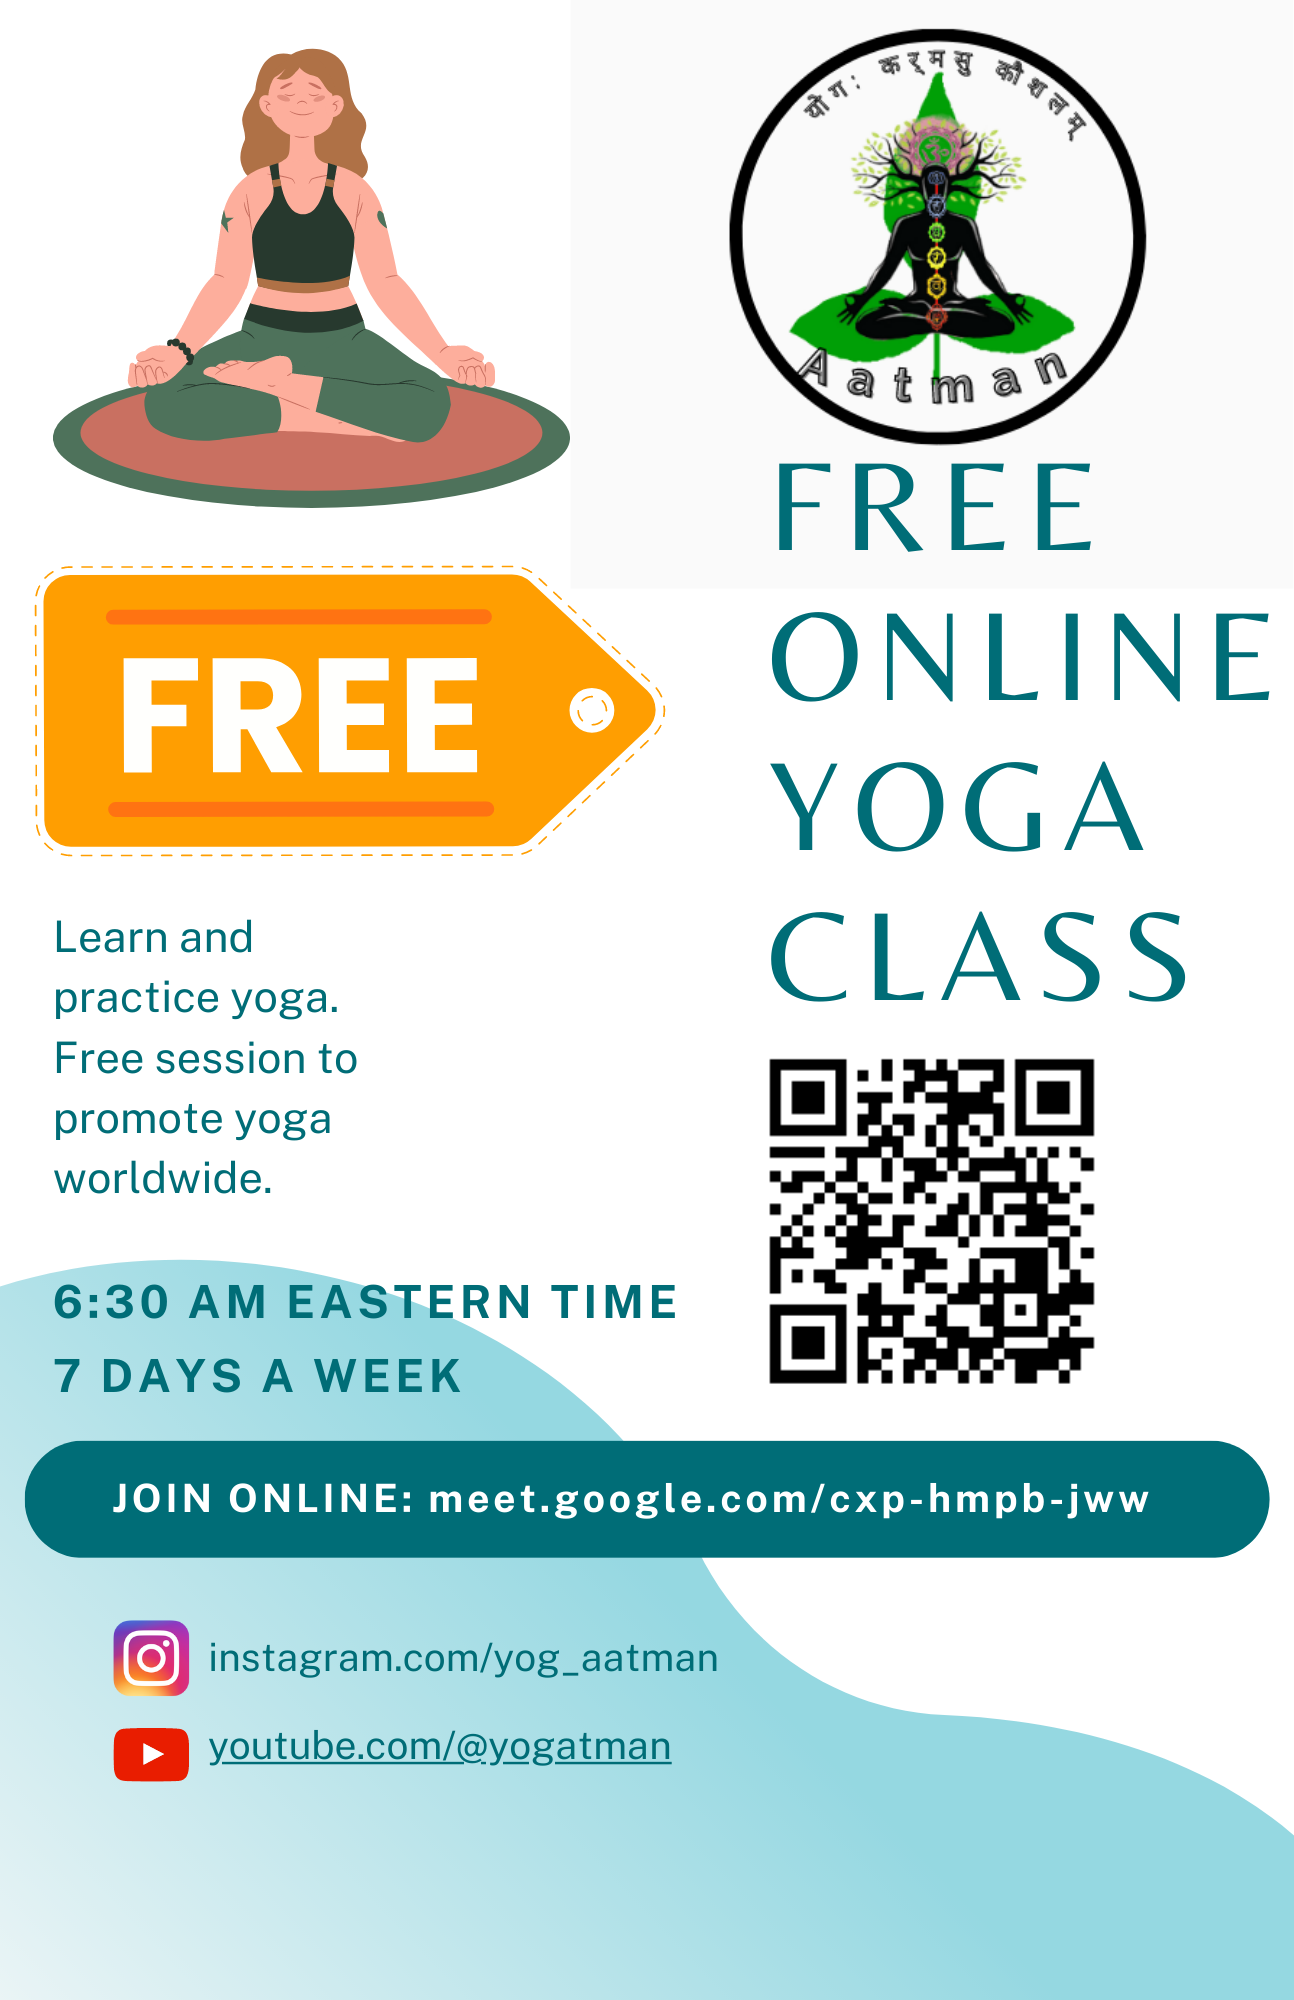 योग: कर्मसु कौशलम्
Aatman
FREE
ONLINE
YOGA
CLASS
FREE
Learn and
practice yoga.
Free session to
promote yoga
worldwide.
6:30 AM EASTERN TIME
7 DAYS A WEEK
JOIN ONLINE: meet.google.com/cxp-hmpb-jww
instagram.com/yog_aatman
youtube.com/@yogatman